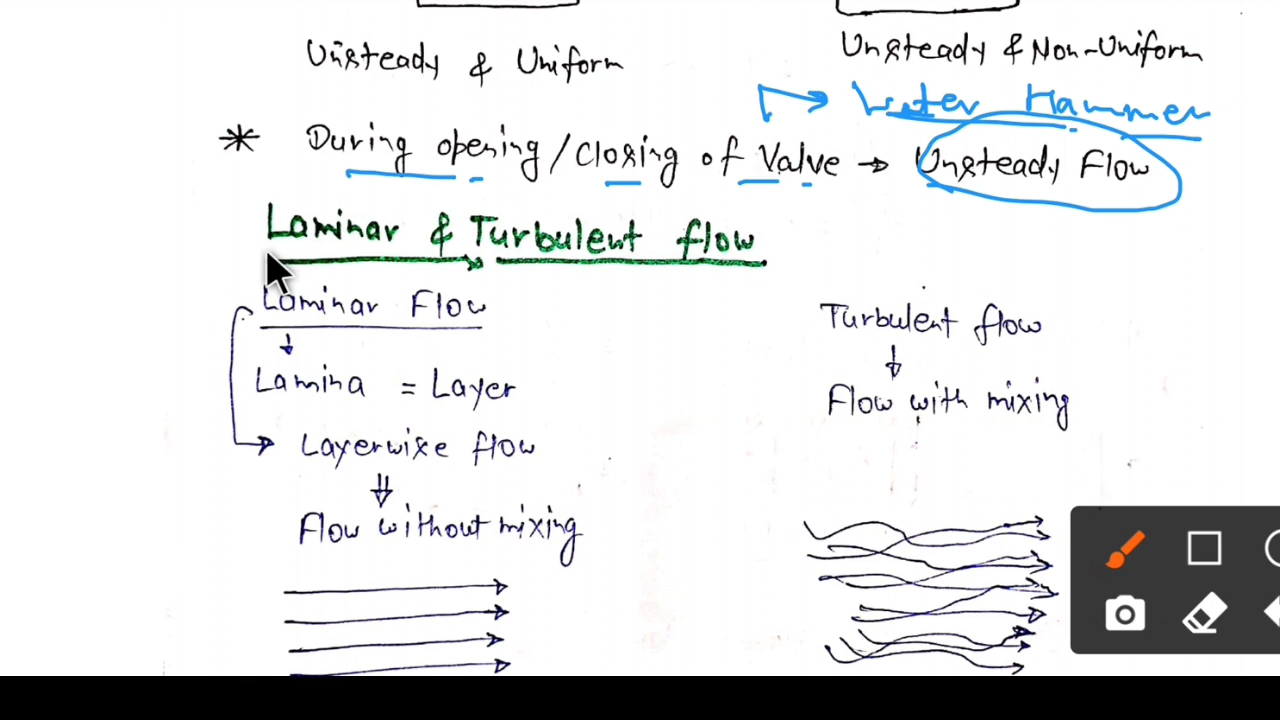 Unsteady & Uniform
Unsteady & Non-Uniform
Water Hammer
* During opening/Closing of Valve → Unsteady Flow
Laminar & Turbulent flow
Laminar Flow
↓
Lamina = Layer
→ Layerwise flow
⇓
Flow without mixing
Turbulent flow
↓
Flow with mixing